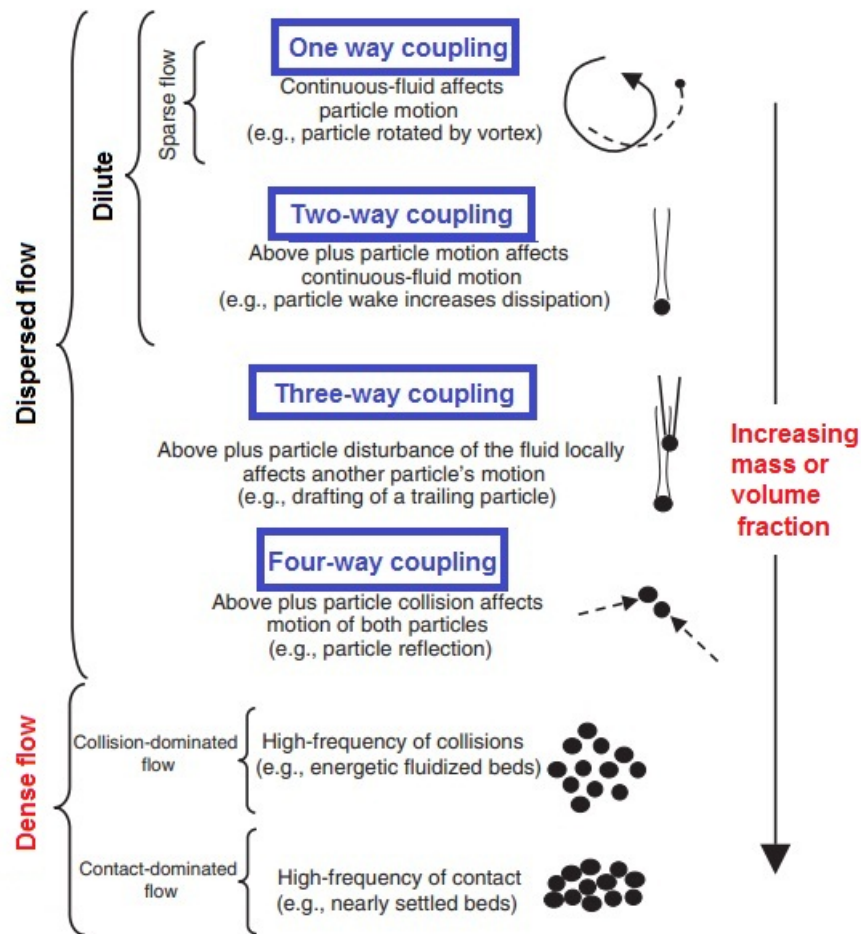 One way coupling
Continuous-fluid affects
particle motion
(e.g., particle rotated by vortex)
Sparse flow
Dilute
Two-way coupling
Above plus particle motion affects
continuous-fluid motion
(e.g., particle wake increases dissipation)
Dispersed flow
Three-way coupling
Above plus particle disturbance of the fluid locally
affects another particle's motion
(e.g., drafting of a trailing particle)
Increasing
mass or
volume
fraction
Four-way coupling
Above plus particle collision affects
motion of both particles
(e.g., particle reflection)
Dense flow
Collision-dominated
flow
High-frequency of collisions
(e.g., energetic fluidized beds)
Contact-dominated
flow
High-frequency of contact
(e.g., nearly settled beds)